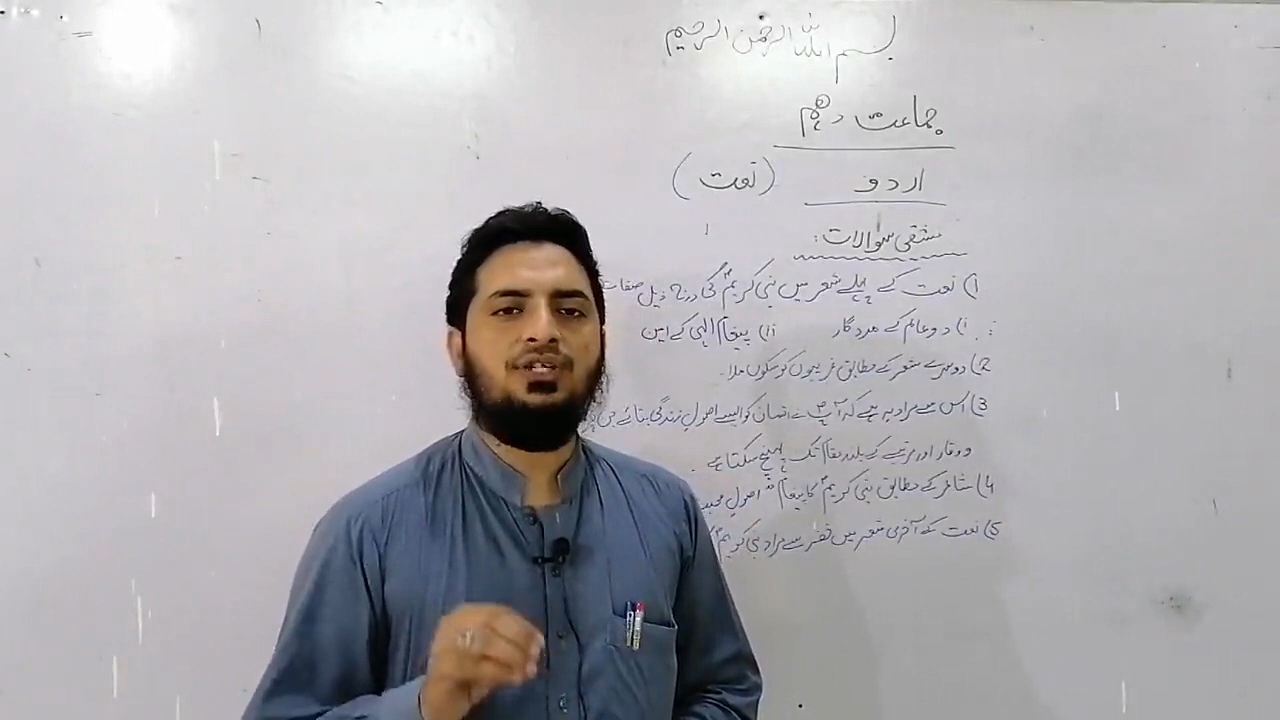 بسم اللہ الرحمن الرحیم
جماعت دہم
اردو (نعت)
مشقی سوالات:
1) نعت کے پہلے شعر میں نبی کریمؐ کی درج ذیل صفات
i) دو عالم کے مددگار ii) پیغام الٰہی کے امین
2) دوسرے شعر کے مطابق غریبوں کو سکوں ملا۔
3) اس سے مراد یہ ہے کہ آپؐ نے انسان کو ایسے اصول زندگی بتائے جن پر
وہ وقار اور مرتبے کے بلند مقام تک پہنچ سکتا ہے۔
4) شاعر کے مطابق نبی کریمؐ کا پیغام "اصولِ
5) نعت کے آخری شعر میں فقر سے مراد نبی کریمؐ